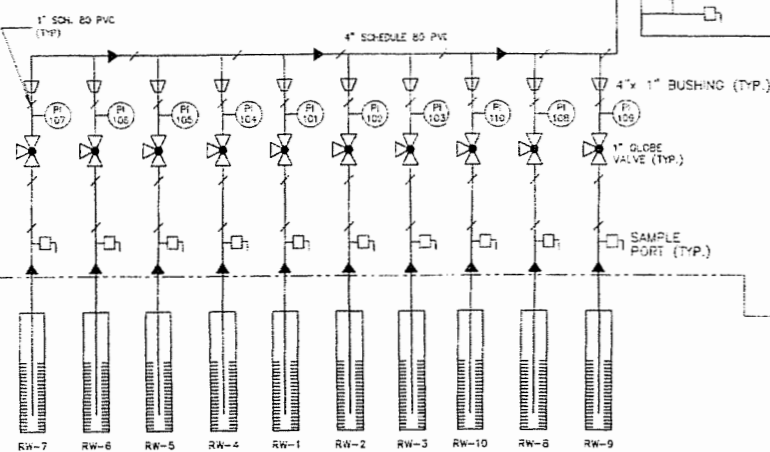 1" SCH. 80 PVC
(TYP)
4" SCHEDULE 80 PVC
4"x 1" BUSHING (TYP.)
PI
107
PI
106
PI
105
PI
104
PI
101
PI
102
PI
103
PI
110
PI
108
PI
109
1" GLOBE
VALVE (TYP.)
SAMPLE
PORT (TYP.)
RW-7
RW-6
RW-5
RW-4
RW-1
RW-2
RW-3
RW-10
RW-8
RW-9